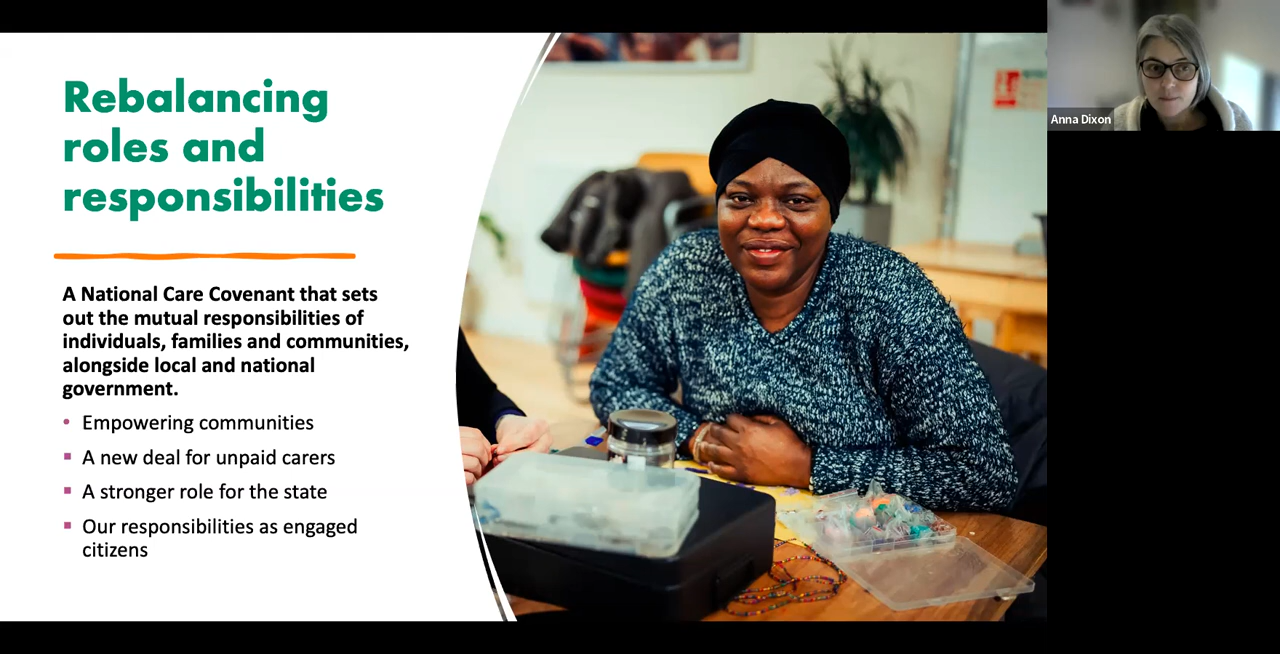 Rebalancing
roles and
responsibilities
A National Care Covenant that sets
out the mutual responsibilities of
individuals, families and communities,
alongside local and national
government.
• Empowering communities
▪ A new deal for unpaid carers
▪ A stronger role for the state
▪ Our responsibilities as engaged
citizens
Anna Dixon